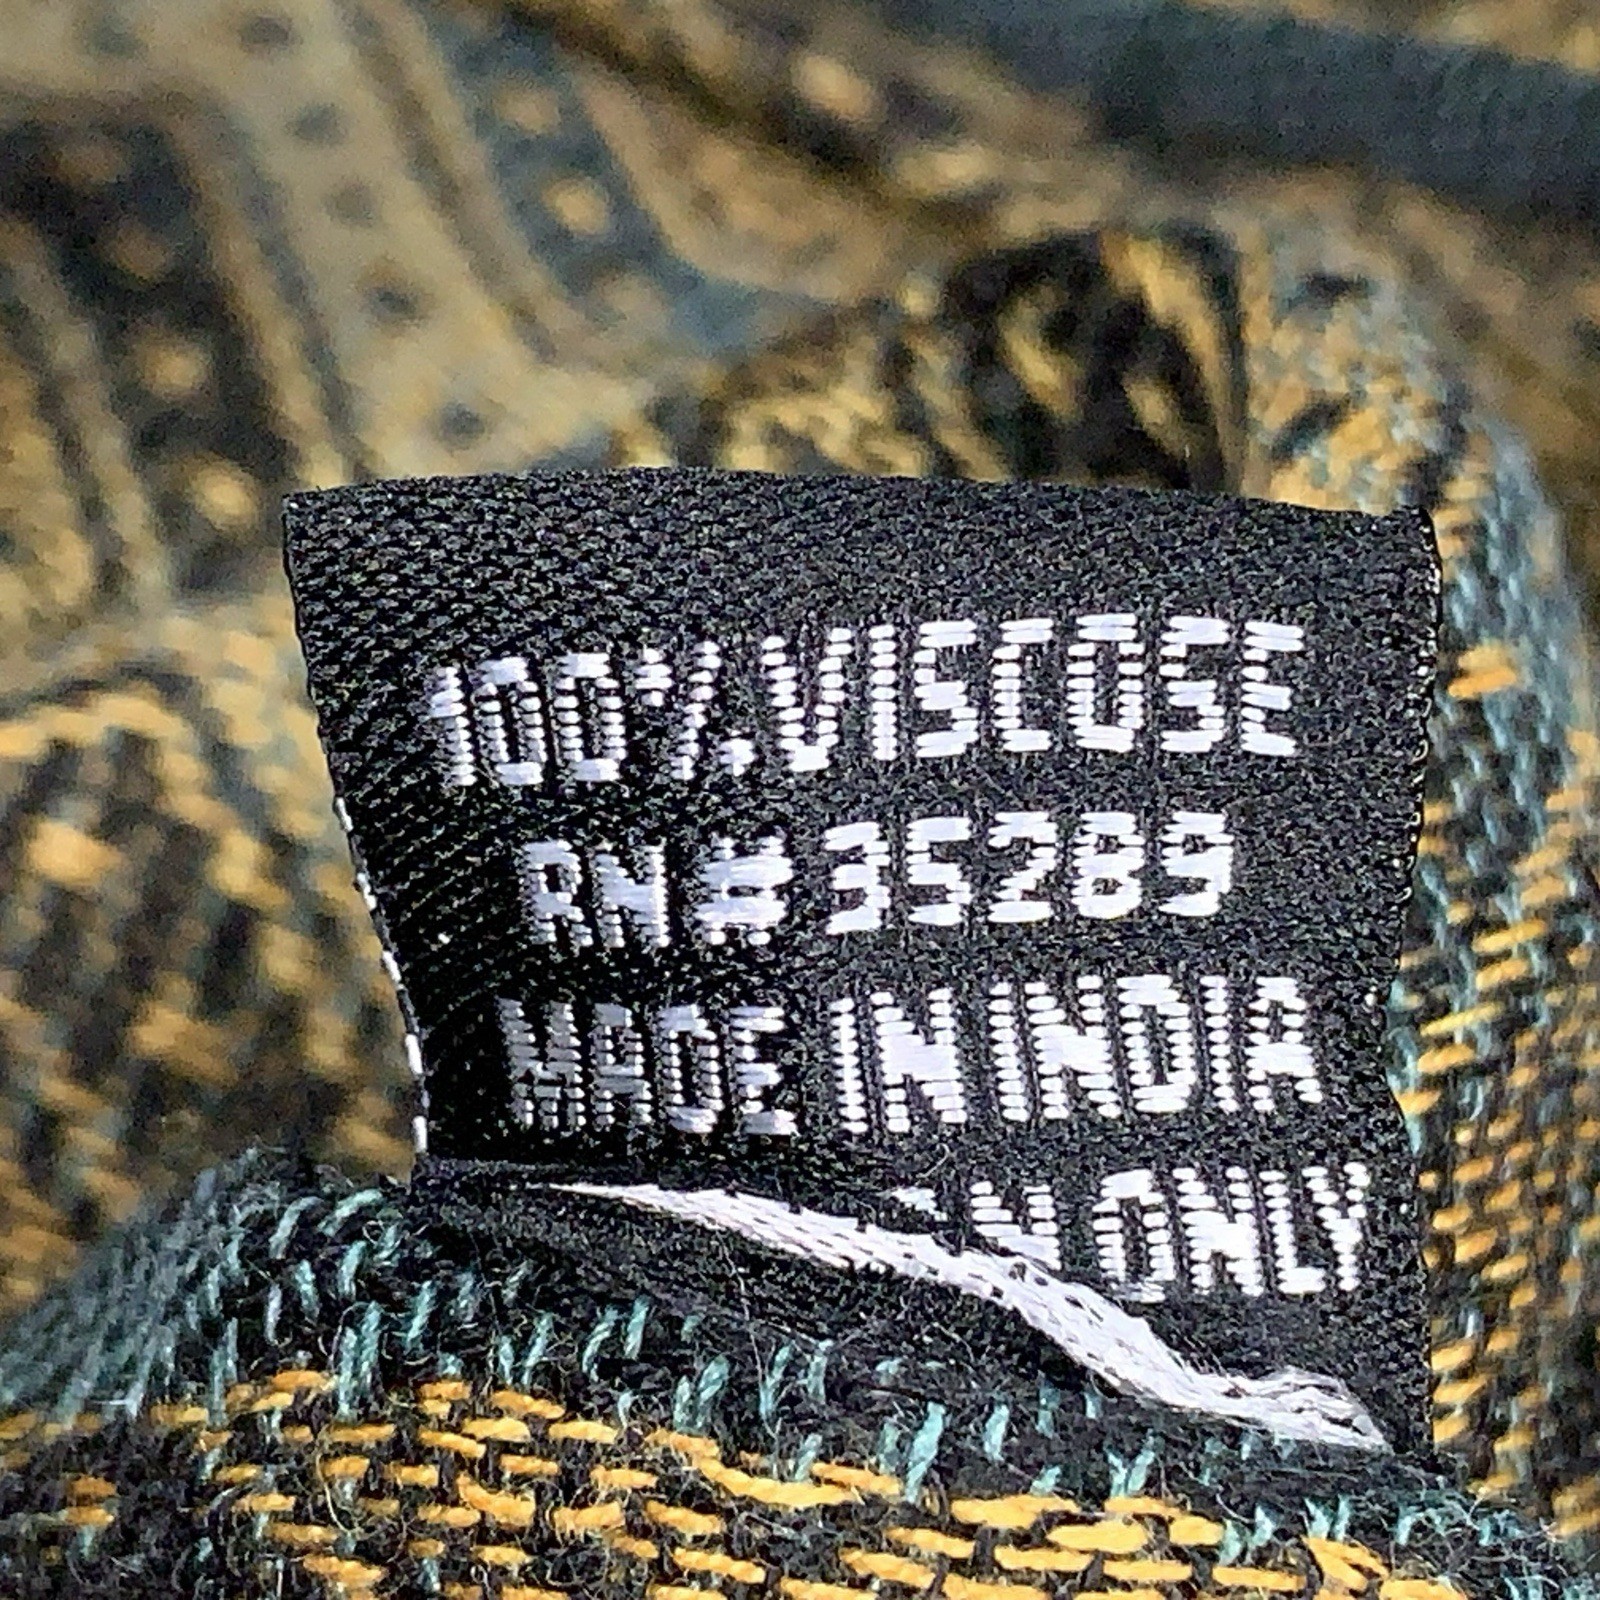 100% VISCOSE
RN# 35289
MADE IN INDIA
ONLY